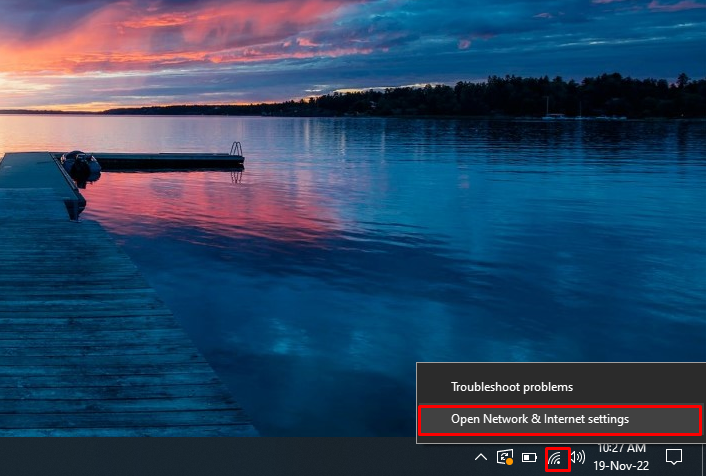 Troubleshoot problems
Open Network & Internet settings
10:27 AM
19-Nov-22